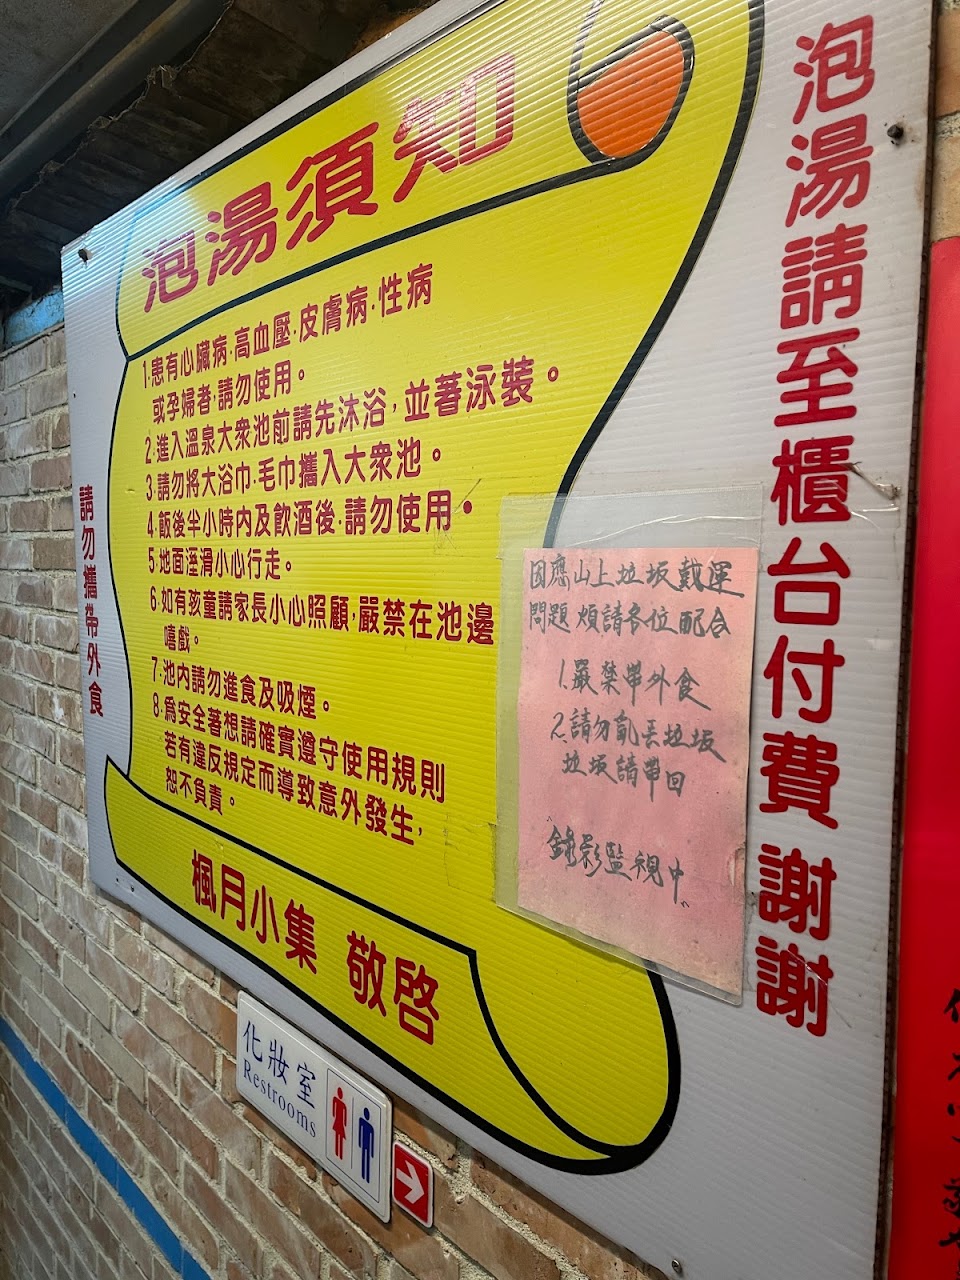 泡湯須知
1.患有心臟病.高血壓.皮膚病.性病
或孕婦者,請勿使用。
2.進入溫泉大眾池前請先沐浴,並著泳裝。
3.請勿將大浴巾.毛巾攜入大眾池。
4.飯後半小時內及飲酒後.請勿使用。
5.地面溼滑小心行走。
6.如有孩童請家長小心照顧,嚴禁在池邊
嘻戲。
7.池內請勿進食及吸煙。
8.為安全著想請確實遵守使用規則
若有違反規定而導致意外發生,
恕不負責。
楓月小集 敬啓
請勿攜帶外食
因應山上垃圾載運
問題 煩請各位配合
1.嚴禁帶外食
2.請勿亂丟垃圾
垃圾請帶回
"錄影監視中"
泡湯請至櫃台付費 謝謝
化妝室
Restrooms